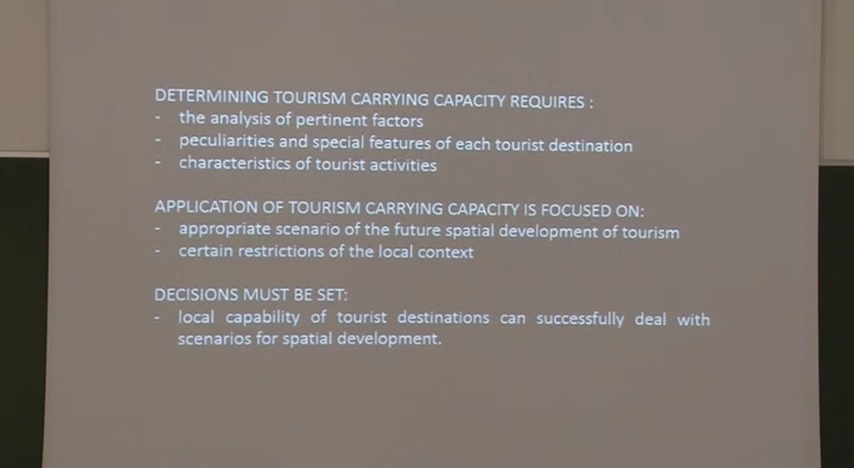 DETERMINING TOURISM CARRYING CAPACITY REQUIRES :
- the analysis of pertinent factors
- peculiarities and special features of each tourist destination
- characteristics of tourist activities
APPLICATION OF TOURISM CARRYING CAPACITY IS FOCUSED ON:
- appropriate scenario of the future spatial development of tourism
- certain restrictions of the local context
DECISIONS MUST BE SET:
- local capability of tourist destinations can successfully deal with
scenarios for spatial development.